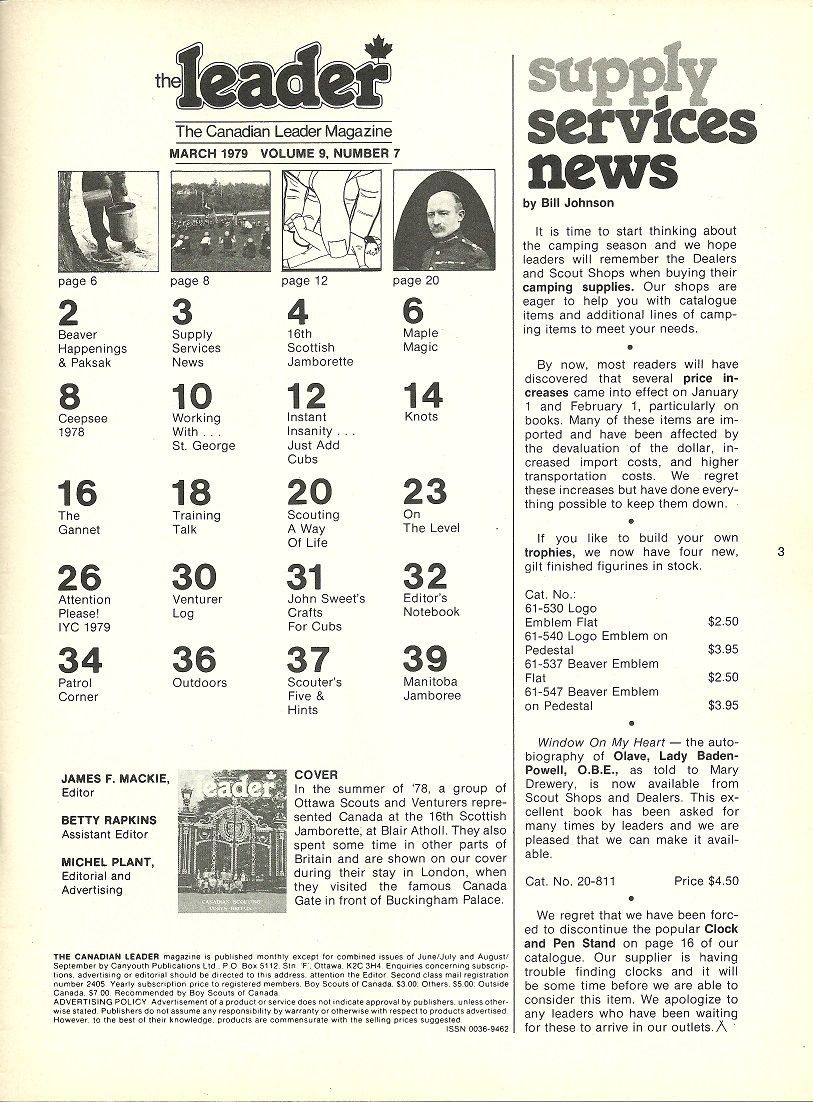 the leader
The Canadian Leader Magazine
MARCH 1979 VOLUME 9, NUMBER 7
page 6
page 8
page 12
page 20
2
Beaver
Happenings
& Paksak
3
Supply
Services
News
4
16th
Scottish
Jamborette
6
Maple
Magic
8
Ceepsee
1978
10
Working
With . . .
St. George
12
Instant
Insanity . . .
Just Add
Cubs
14
Knots
16
The
Gannet
18
Training
Talk
20
Scouting
A Way
Of Life
23
On
The Level
26
Attention
Please!
IYC 1979
30
Venturer
Log
31
John Sweet's
Crafts
For Cubs
32
Editor's
Notebook
34
Patrol
Corner
36
Outdoors
37
Scouter's
Five &
Hints
39
Manitoba
Jamboree
JAMES F. MACKIE,
Editor
BETTY RAPKINS
Assistant Editor
MICHEL PLANT,
Editorial and
Advertising
leader
CANADIAN SCOUTING
VISITS BRITAIN
COVER
In the summer of '78, a group of
Ottawa Scouts and Venturers repre-
sented Canada at the 16th Scottish
Jamborette, at Blair Atholl. They also
spent some time in other parts of
Britain and are shown on our cover
during their stay in London, when
they visited the famous Canada
Gate in front of Buckingham Palace.
THE CANADIAN LEADER magazine is published monthly except for combined issues of June/July and August/
September by Canyouth Publications Ltd., P.O. Box 5112, Stn. 'F', Ottawa, K2C 3H4. Enquiries concerning subscrip-
tions, advertising or editorial should be directed to this address, attention the Editor. Second class mail registration
number 2405. Yearly subscription price to registered members, Boy Scouts of Canada, $3.00; Others, $5.00; Outside
Canada, $7.00. Recommended by Boy Scouts of Canada.
ADVERTISING POLICY: Advertisement of a product or service does not indicate approval by publishers, unless other-
wise stated. Publishers do not assume any responsibility by warranty or otherwise with respect to products advertised.
However, to the best of their knowledge, products are commensurate with the selling prices suggested.
ISSN 0036-9462
supply
services
news
by Bill Johnson
It is time to start thinking about
the camping season and we hope
leaders will remember the Dealers
and Scout Shops when buying their
camping supplies. Our shops are
eager to help you with catalogue
items and additional lines of camp-
ing items to meet your needs.
•
By now, most readers will have
discovered that several price in-
creases came into effect on January
1 and February 1, particularly on
books. Many of these items are im-
ported and have been affected by
the devaluation of the dollar, in-
creased import costs, and higher
transportation costs. We regret
these increases but have done every-
thing possible to keep them down.
•
If you like to build your own
trophies, we now have four new,
gilt finished figurines in stock.
Cat. No.:
61-530 Logo
Emblem Flat $2.50
61-540 Logo Emblem on
Pedestal $3.95
61-537 Beaver Emblem
Flat $2.50
61-547 Beaver Emblem
on Pedestal $3.95
•
Window On My Heart — the auto-
biography of Olave, Lady Baden-
Powell, O.B.E., as told to Mary
Drewery, is now available from
Scout Shops and Dealers. This ex-
cellent book has been asked for
many times by leaders and we are
pleased that we can make it avail-
able.
Cat. No. 20-811 Price $4.50
•
We regret that we have been forc-
ed to discontinue the popular Clock
and Pen Stand on page 16 of our
catalogue. Our supplier is having
trouble finding clocks and it will
be some time before we are able to
consider this item. We apologize to
any leaders who have been waiting
for these to arrive in our outlets.
3